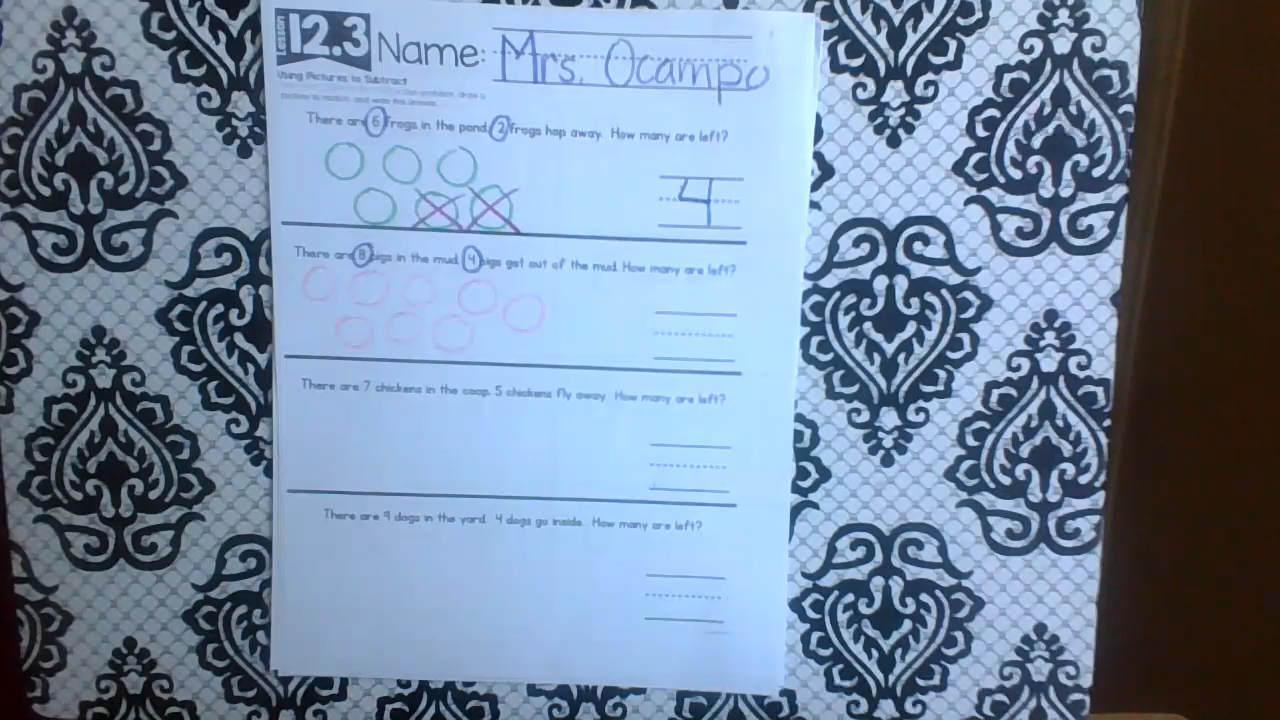 LESSON 12.3 Name: Mrs. Ocampo
Using Pictures to Subtract
There are 6 frogs in the pond. 2 frogs hop away. How many are left?
4
There are 8 pigs in the mud. 4 pigs get out of the mud. How many are left?
There are 7 chickens in the coop. 5 chickens fly away. How many are left?
There are 9 dogs in the yard. 4 dogs go inside. How many are left?